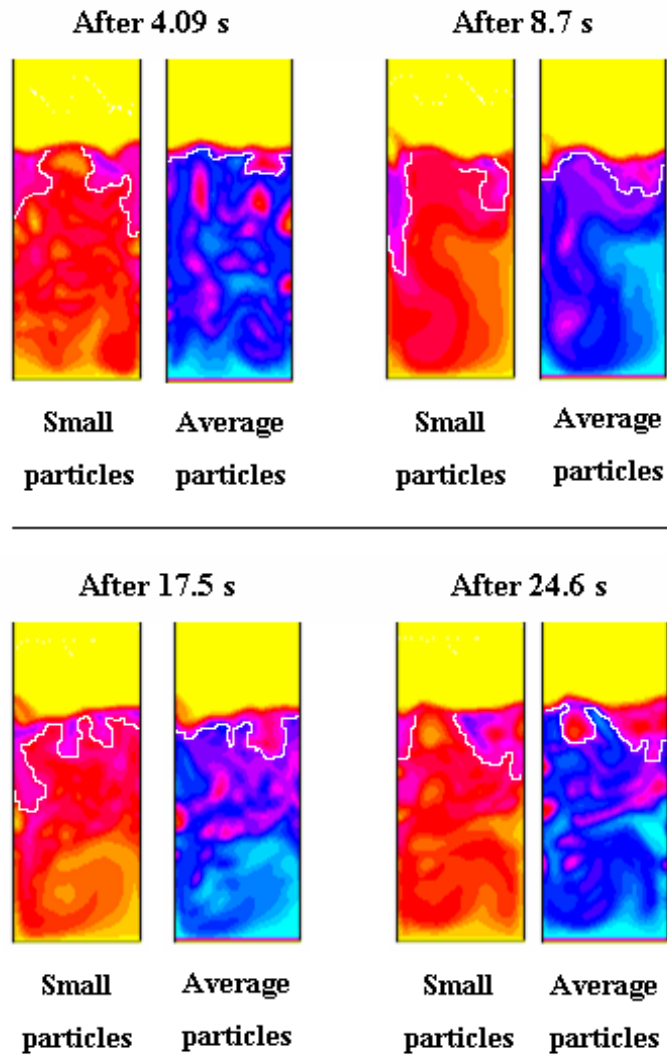 After 4.09 s
After 8.7 s
Small
particles
Average
particles
Small
particles
Average
particles
After 17.5 s
After 24.6 s
Small
particles
Average
particles
Small
particles
Average
particles